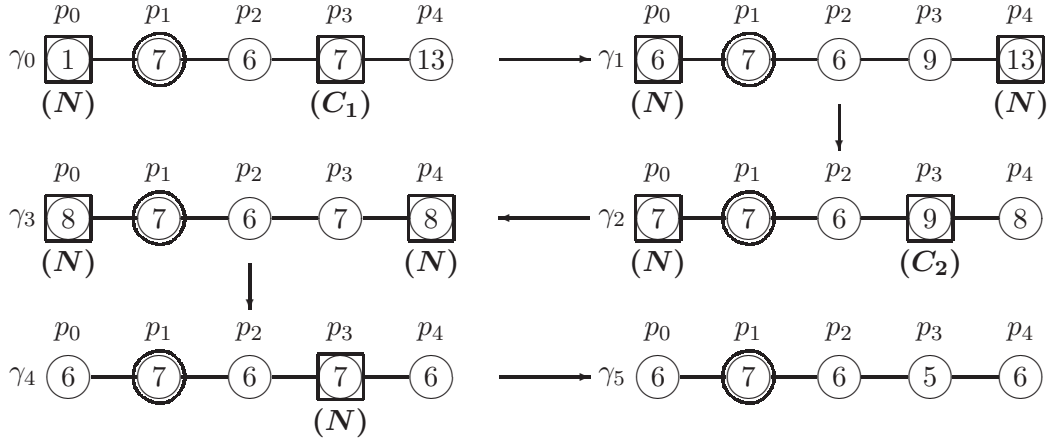 p₀ p₁ p₂ p₃ p₄ p₀ p₁ p₂ p₃ p₄
γ₀ 1 7 6 7 13 γ₁ 6 7 6 9 13
(N) (C₁) (N) (N)
p₀ p₁ p₂ p₃ p₄ p₀ p₁ p₂ p₃ p₄
γ₃ 8 7 6 7 8 γ₂ 7 7 6 9 8
(N) (N) (N) (C₂)
p₀ p₁ p₂ p₃ p₄ p₀ p₁ p₂ p₃ p₄
γ₄ 6 7 6 7 6 γ₅ 6 7 6 5 6
(N)